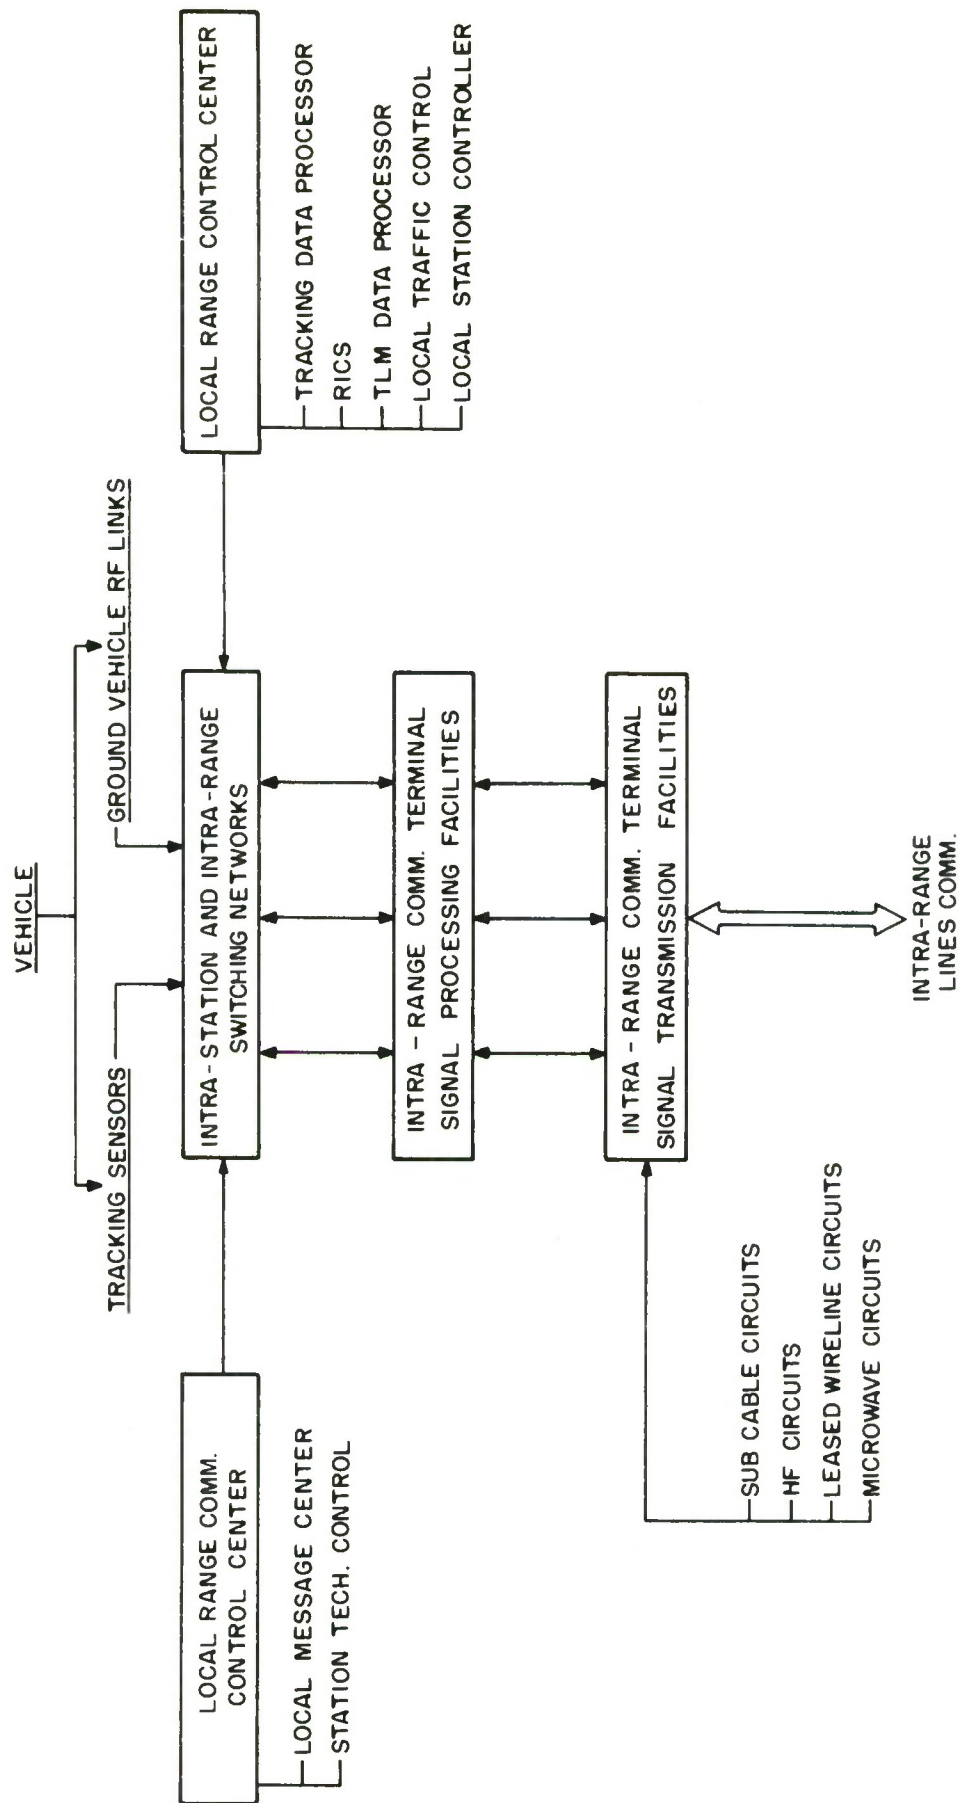 VEHICLE
TRACKING SENSORS
GROUND VEHICLE RF LINKS
LOCAL RANGE COMM.
CONTROL CENTER
LOCAL MESSAGE CENTER
STATION TECH. CONTROL
INTRA-STATION AND INTRA-RANGE
SWITCHING NETWORKS
LOCAL RANGE CONTROL CENTER
TRACKING DATA PROCESSOR
RICS
TLM DATA PROCESSOR
LOCAL TRAFFIC CONTROL
LOCAL STATION CONTROLLER
INTRA - RANGE COMM. TERMINAL
SIGNAL PROCESSING FACILITIES
INTRA - RANGE COMM. TERMINAL
SIGNAL TRANSMISSION FACILITIES
SUB CABLE CIRCUITS
HF CIRCUITS
LEASED WIRELINE CIRCUITS
MICROWAVE CIRCUITS
INTRA-RANGE
LINES COMM.